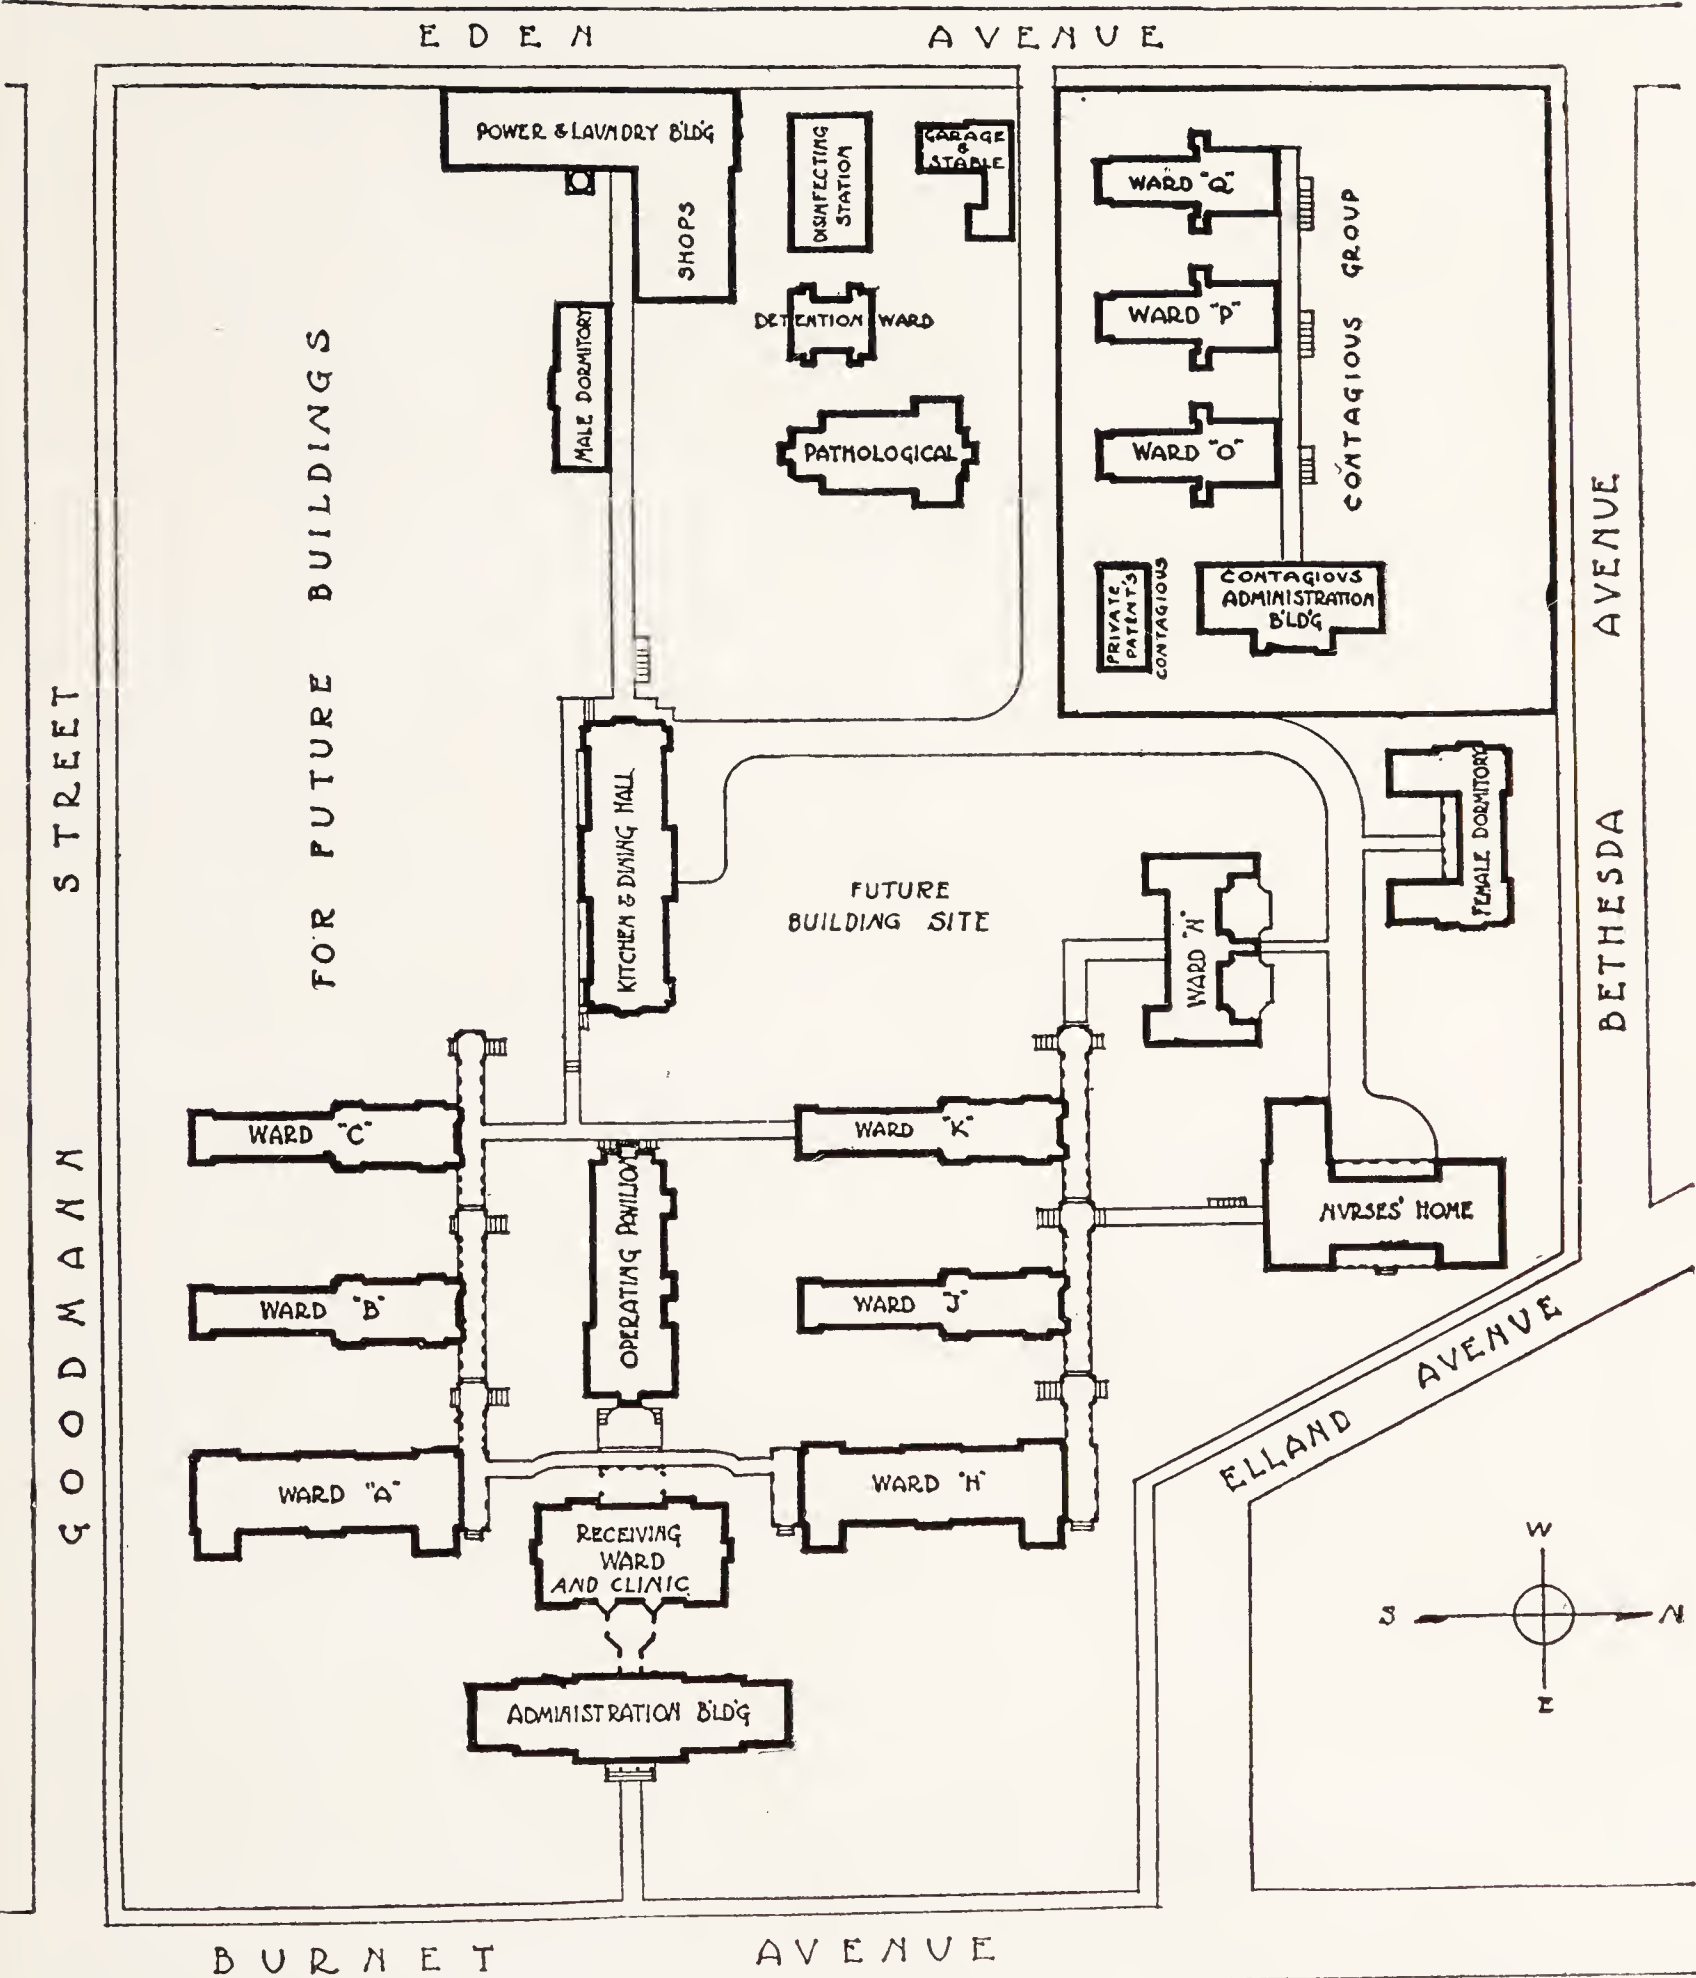 EDEN AVENUE
POWER & LAUNDRY B'LD'G
SHOPS
DISINFECTING
STATION
GARAGE
&
STABLE
DETENTION WARD
MALE DORMITORY
PATHOLOGICAL
WARD "Q"
WARD "P"
WARD "O"
CONTAGIOUS GROUP
PRIVATE
PATENT'S
CONTAGIOUS
CONTAGIOUS
ADMINISTRATION
B'LD'G
FOR FUTURE BUILDINGS
GOODMANN STREET
BETHESDA AVENUE
KITCHEN & DINING HALL
FUTURE
BUILDING SITE
WARD "N"
FEMALE DORMITORY
WARD "C"
WARD "K"
OPERATING PAVILION
NURSES' HOME
WARD "B"
WARD "J"
WARD "A"
WARD "H"
ELLAND AVENUE
RECEIVING
WARD
AND CLINIC
ADMINISTRATION B'LD'G
W
S
N
E
BURNET AVENUE